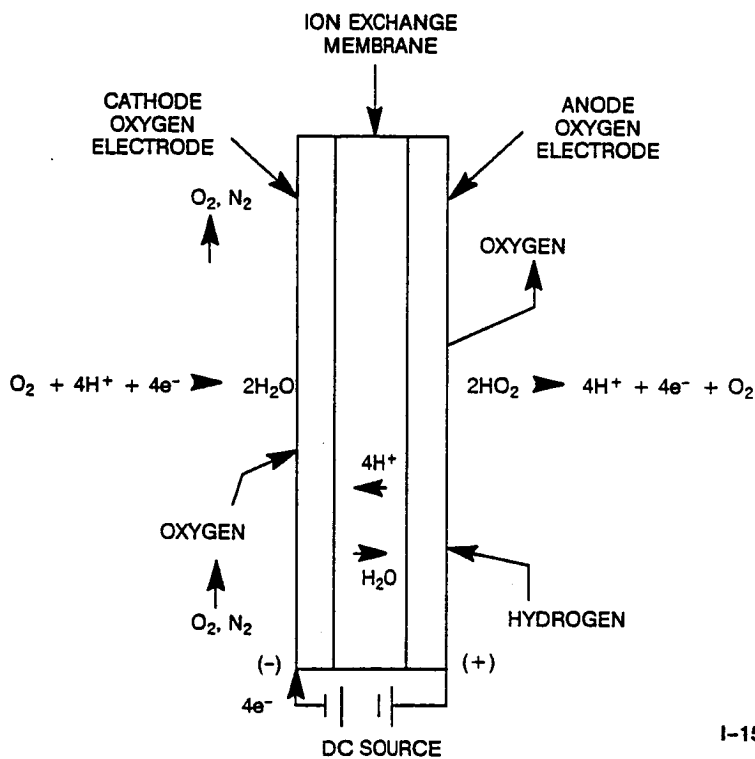 ION EXCHANGE
MEMBRANE
CATHODE
OXYGEN
ELECTRODE
ANODE
OXYGEN
ELECTRODE
O₂, N₂
OXYGEN
O₂ + 4H⁺ + 4e⁻
2H₂O
2HO₂
4H⁺ + 4e⁻ + O₂
4H⁺
OXYGEN
H₂O
O₂, N₂
HYDROGEN
(-)
(+)
4e⁻
DC SOURCE